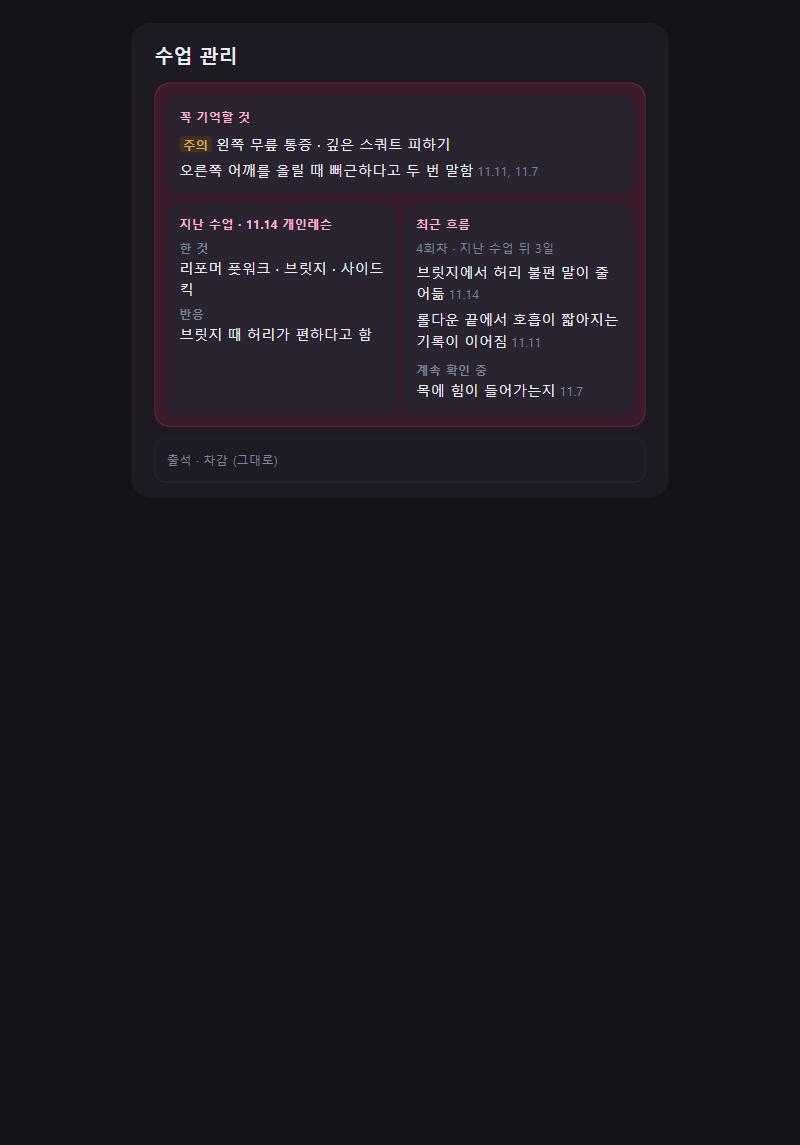 수업 관리
꼭 기억할 것
주의 왼쪽 무릎 통증 · 깊은 스쿼트 피하기
오른쪽 어깨를 올릴 때 뻐근하다고 두 번 말함 11.11, 11.7
지난 수업 · 11.14 개인레슨
한 것
리포머 풋워크 · 브릿지 · 사이드
킥
반응
브릿지 때 허리가 편하다고 함
최근 흐름
4회차 · 지난 수업 뒤 3일
브릿지에서 허리 불편 말이 줄
어듦 11.14
롤다운 끝에서 호흡이 짧아지는
기록이 이어짐 11.11
계속 확인 중
목에 힘이 들어가는지 11.7
출석 · 차감 (그대로)